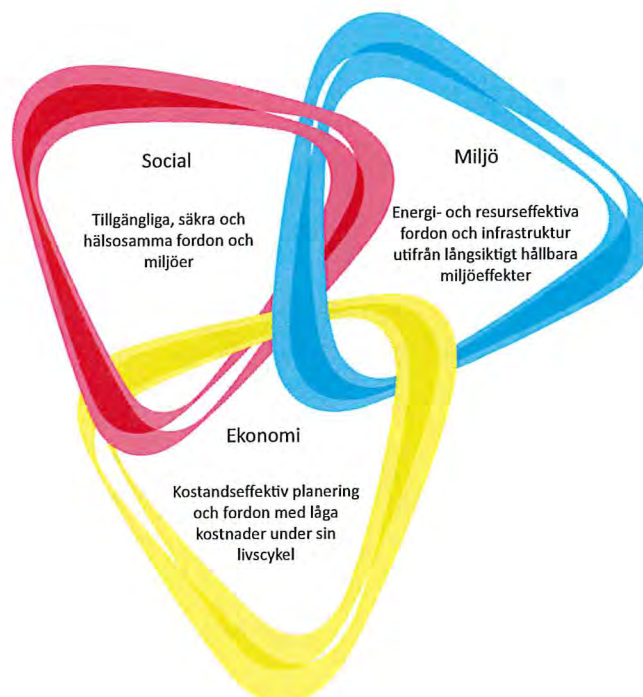 Social
Tillgängliga, säkra och
hälsosamma fordon och
miljöer
Miljö
Energi- och resurseffektiva
fordon och infrastruktur
utifrån långsiktigt hållbara
miljöeffekter
Ekonomi
Kostandseffektiv planering
och fordon med låga
kostnader under sin
livscykel